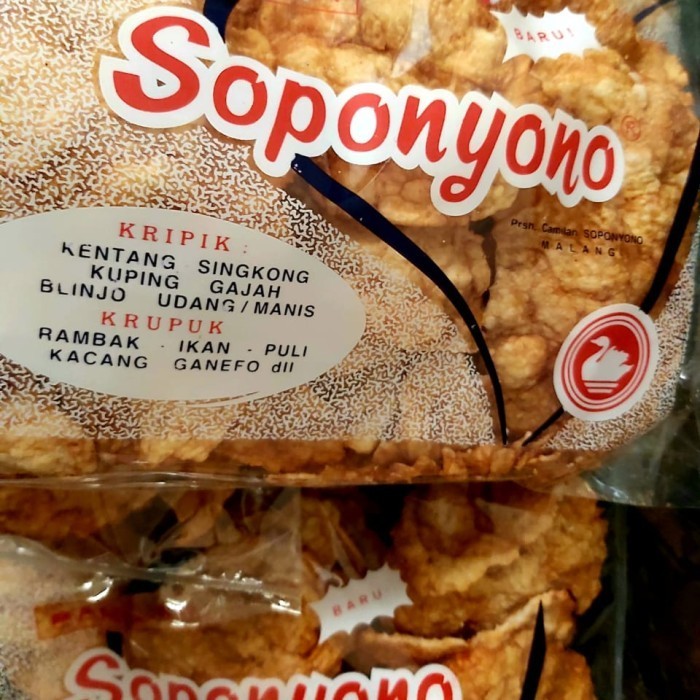 BARU!
Soponyono®
Prsh. Camilan SOPONYONO
MALANG
KRIPIK :
KENTANG SINGKONG
KUPING GAJAH
BLINJO UDANG/MANIS
KRUPUK
RAMBAK - IKAN - PULI
KACANG GANEFO dll
BARU
Soponyono